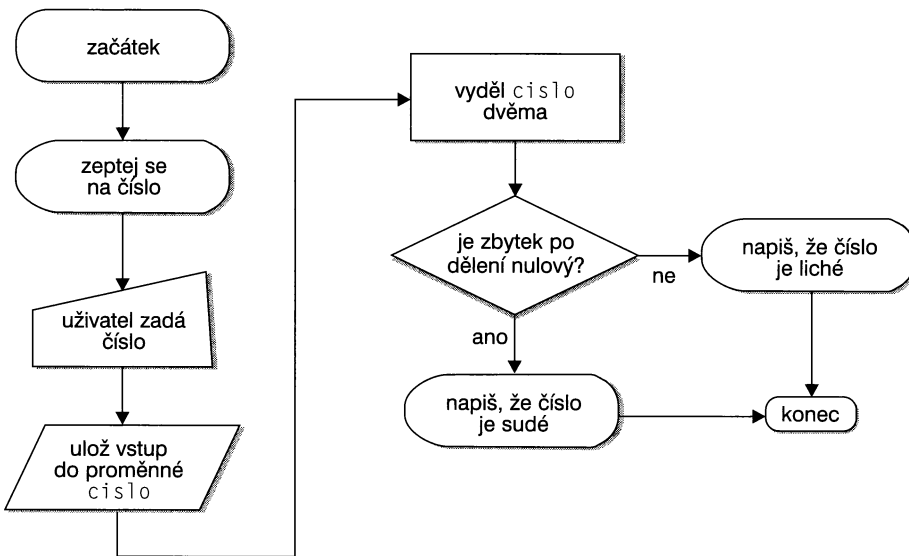 začátek
zeptej se
na číslo
uživatel zadá
číslo
ulož vstup
do proměnné
cislo
vyděl cislo
dvěma
je zbytek po
dělení nulový?
ne
ano
napiš, že číslo
je liché
napiš, že číslo
je sudé
konec